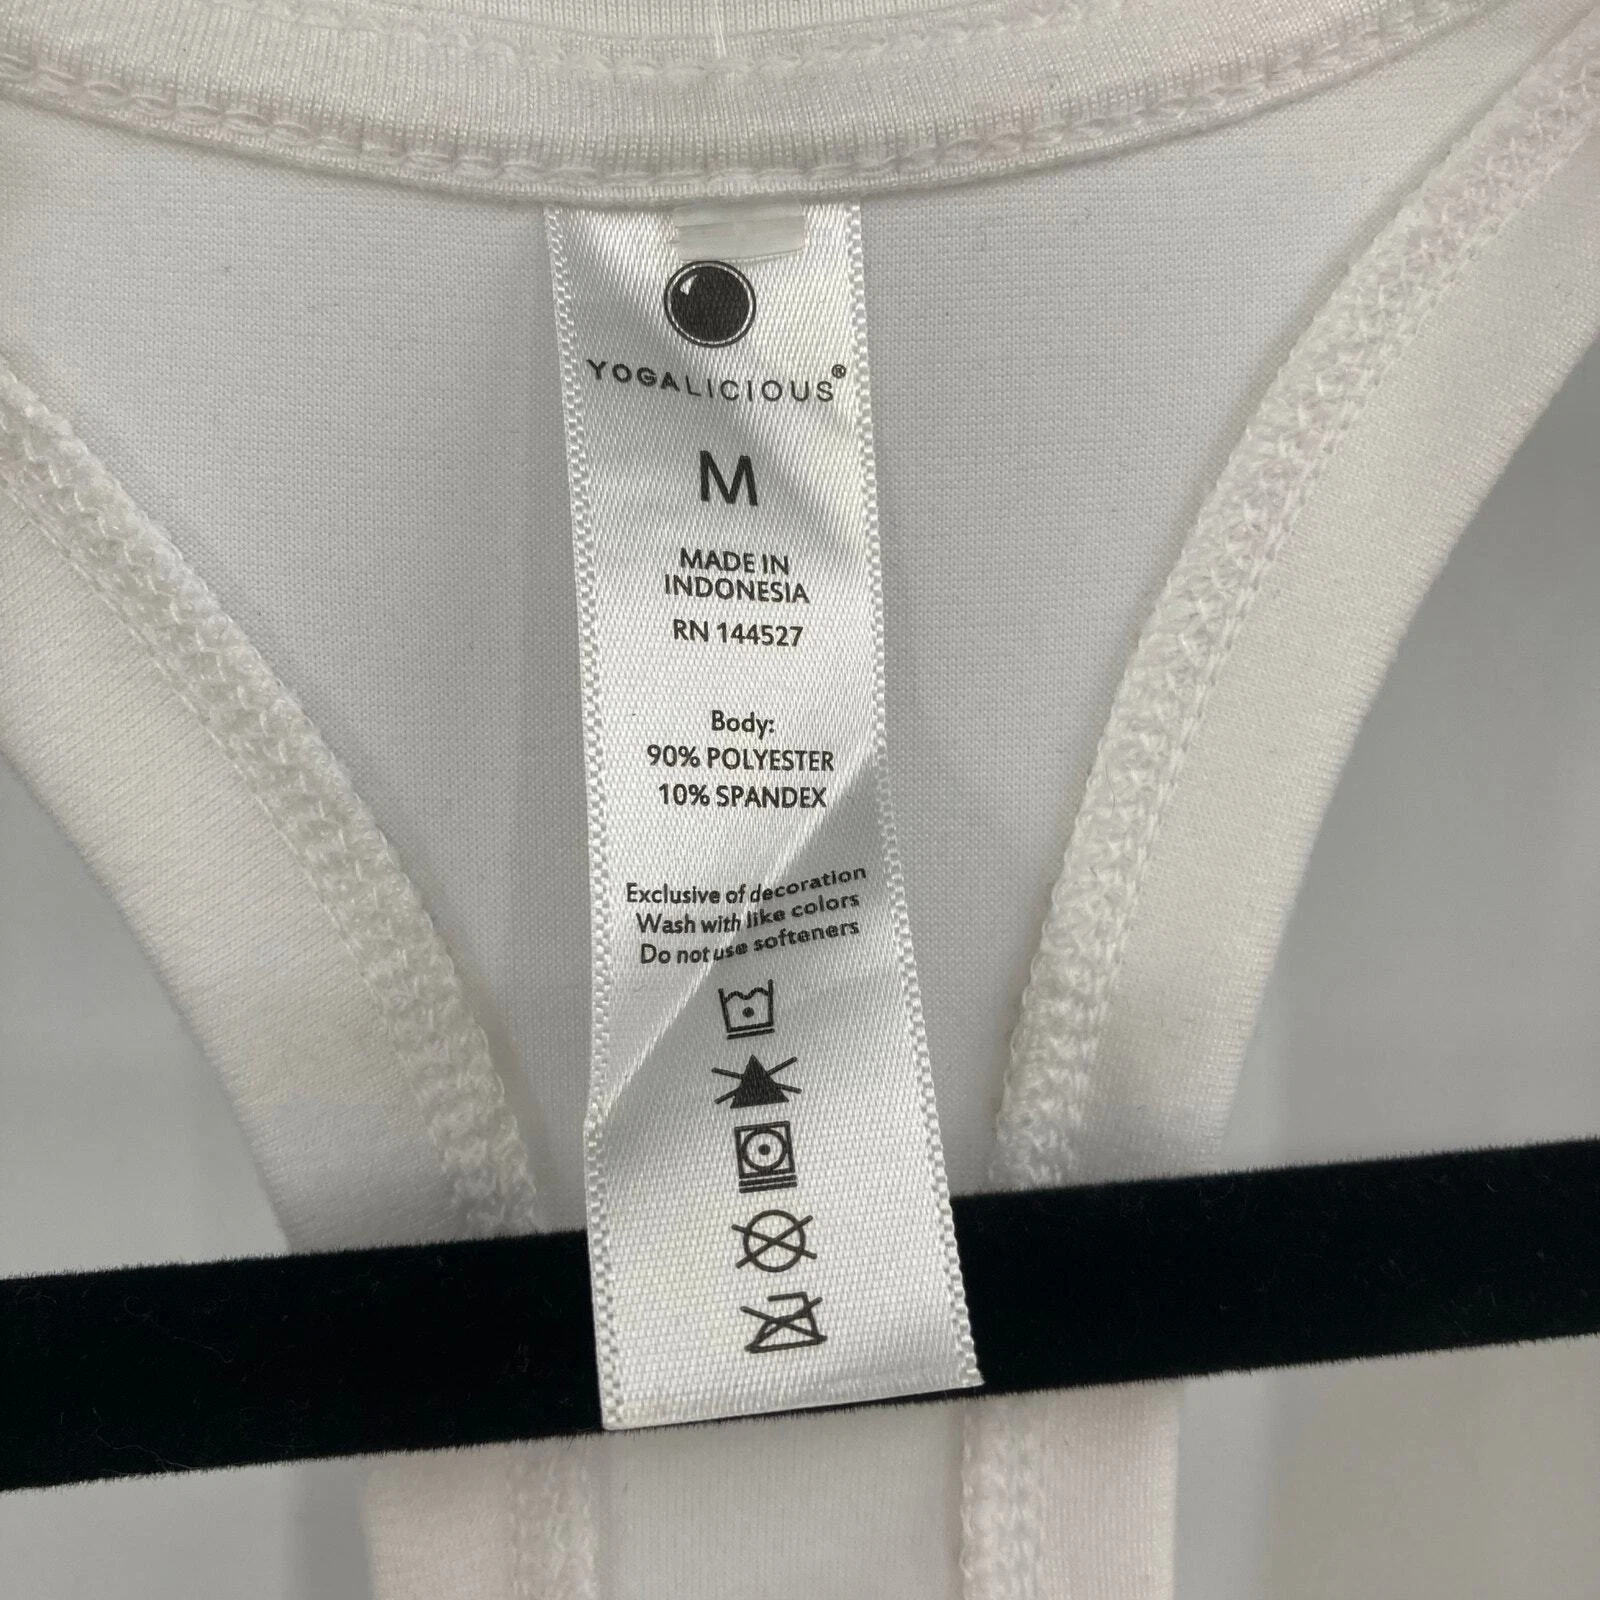 YOGALICIOUS®
M
MADE IN
INDONESIA
RN 144527
Body:
90% POLYESTER
10% SPANDEX
Exclusive of decoration
Wash with like colors
Do not use softeners